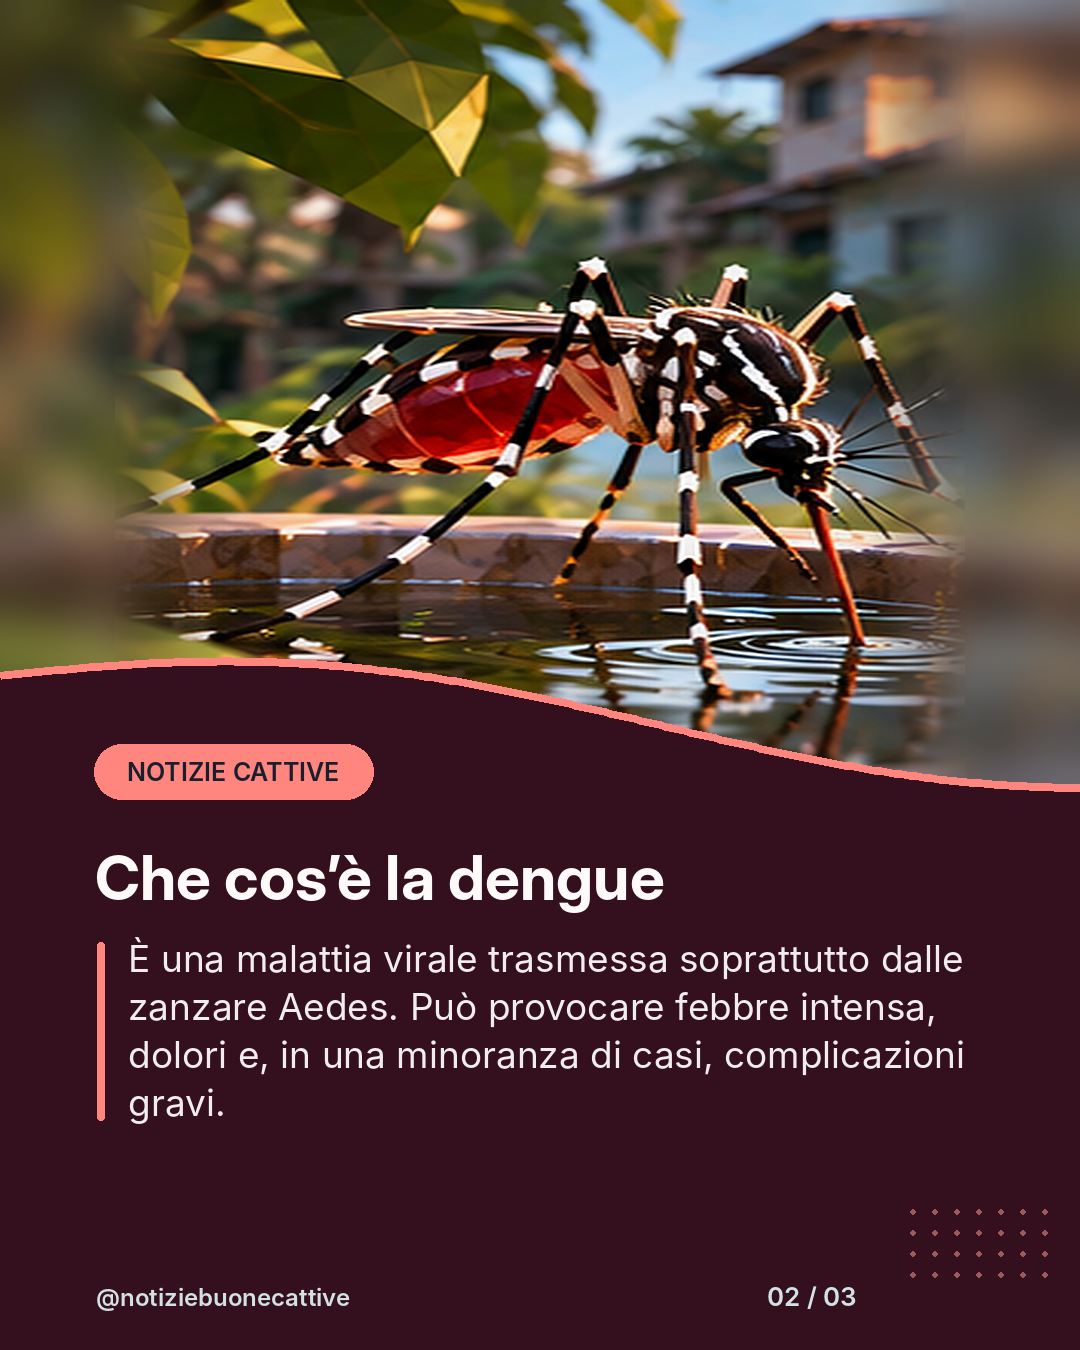 NOTIZIE CATTIVE
Che cos’è la dengue
È una malattia virale trasmessa soprattutto dalle
zanzare Aedes. Può provocare febbre intensa,
dolori e, in una minoranza di casi, complicazioni
gravi.
@notiziebuonecattive
02 / 03